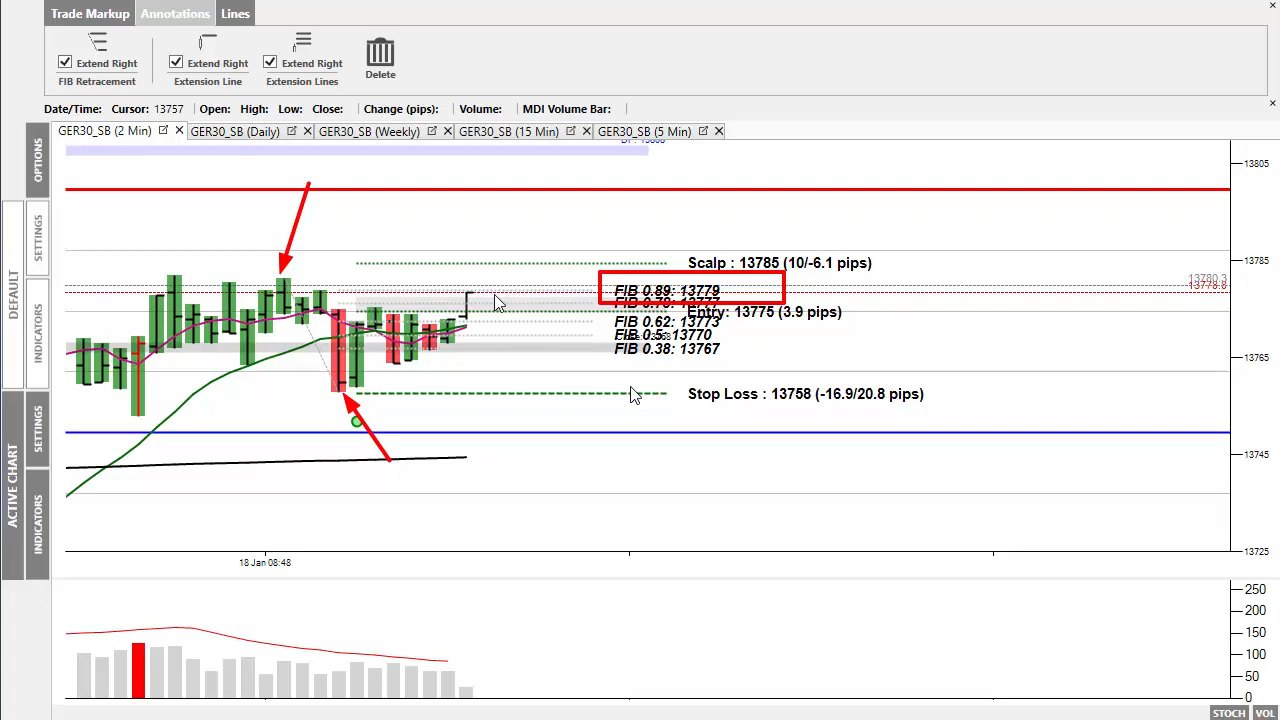 Trade Markup Annotations Lines
Extend Right Extend Right Extend Right
FIB Retracement Extension Line Extension Lines Delete
Date/Time: Cursor: 13757 Open: High: Low: Close: Change (pips): Volume: MDI Volume Bar:
GER30_SB (2 Min) GER30_SB (Daily) GER30_SB (Weekly) GER30_SB (15 Min) GER30_SB (5 Min)
OPTIONS
SETTINGS
DEFAULT
INDICATORS
SETTINGS
ACTIVE CHART
INDICATORS
13805
13785
13765
13745
13725
13780.3
13778.8
Scalp : 13785 (10/-6.1 pips)
FIB 0.89: 13779
FIB 0.78: 13777
Entry: 13775 (3.9 pips)
FIB 0.62: 13773
FIB 0.5: 13770
FIB 0.38: 13767
Stop Loss : 13758 (-16.9/20.8 pips)
18 Jan 08:48
250
200
150
100
50
0
STOCH VOL